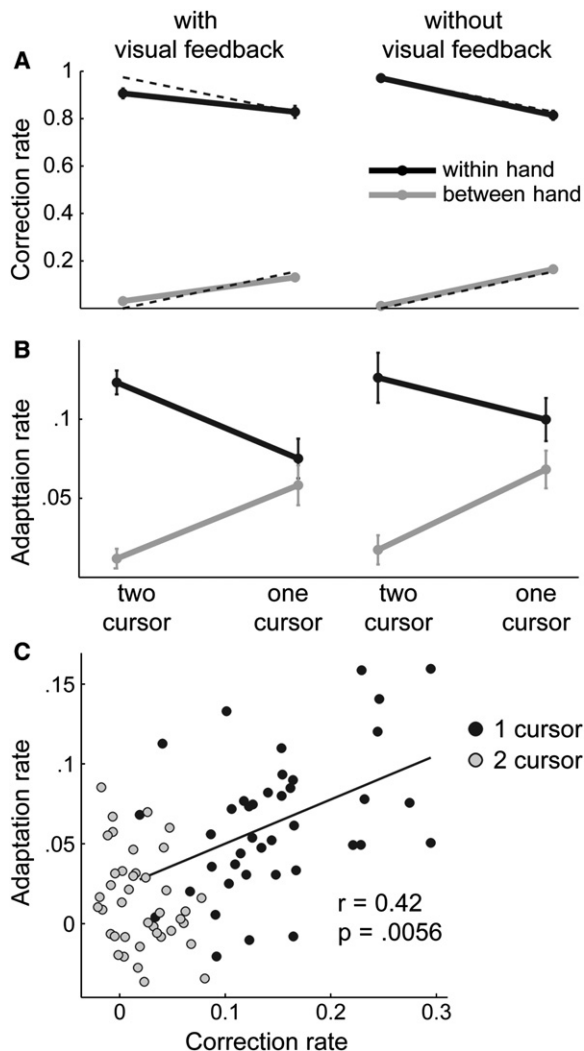 with
visual feedback
without
visual feedback
A
Correction rate
1
0.8
0.6
0.4
0.2
within hand
between hand
B
Adapttaion rate
.1
.05
two
cursor
one
cursor
two
cursor
one
cursor
C
Adaptation rate
.15
.1
.05
0
1 cursor
2 cursor
r = 0.42
p = .0056
0
0.1
0.2
0.3
Correction rate